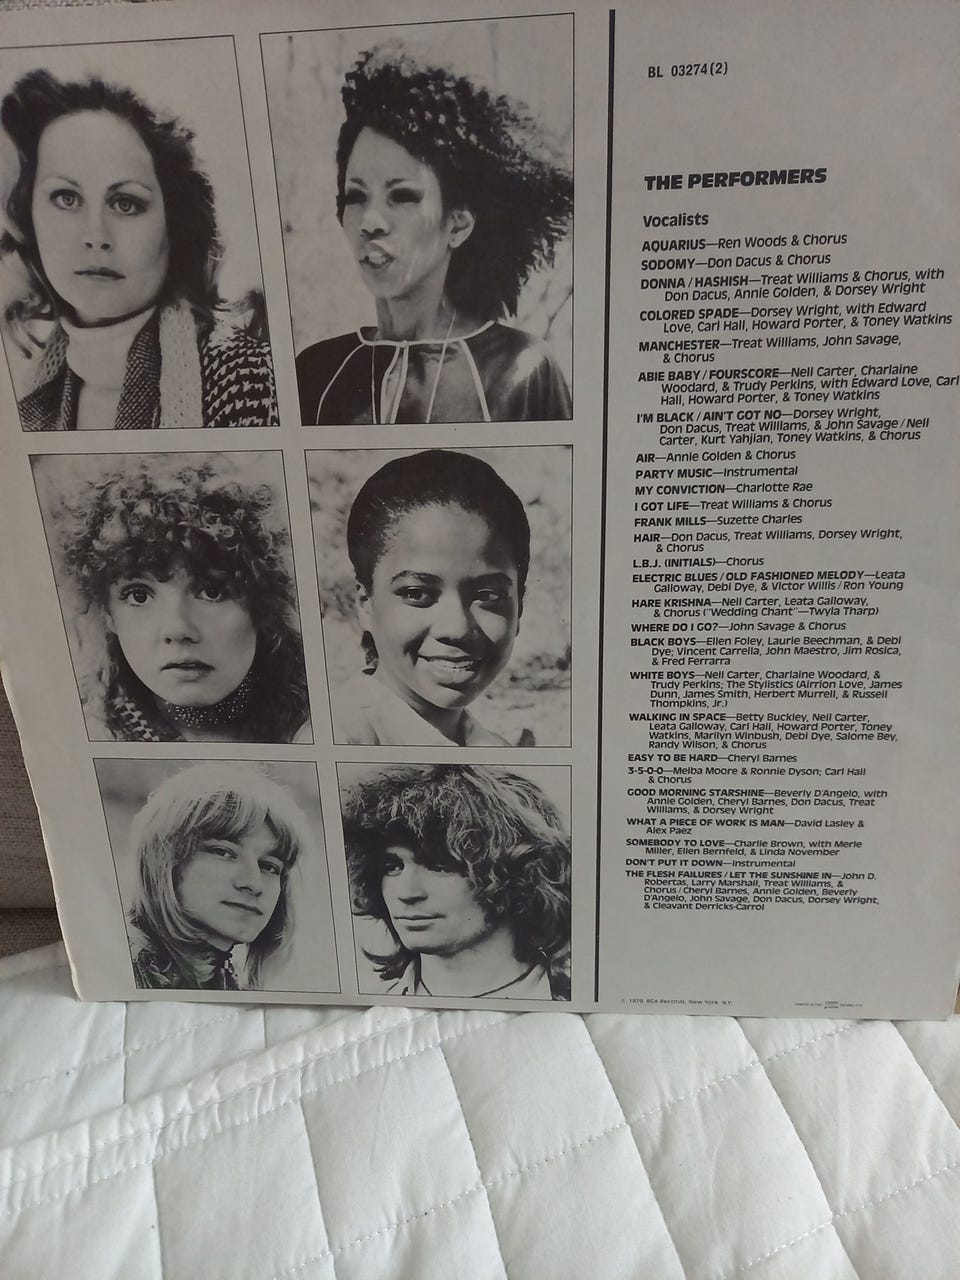 BL 03274(2)
THE PERFORMERS
Vocalists
AQUARIUS—Ren Woods & Chorus
SODOMY—Don Dacus & Chorus
DONNA / HASHISH—Treat Williams & Chorus, with
Don Dacus, Annie Golden, & Dorsey Wright
COLORED SPADE—Dorsey Wright, with Edward
Love, Carl Hall, Howard Porter, & Toney Watkins
MANCHESTER—Treat Williams, John Savage,
& Chorus
ABIE BABY / FOURSCORE—Nell Carter, Charlaine
Woodard, & Trudy Perkins, with Edward Love, Carl
Hall, Howard Porter, & Toney Watkins
I'M BLACK / AIN'T GOT NO—Dorsey Wright,
Don Dacus, Treat Williams, & John Savage / Nell
Carter, Kurt Yahjian, Toney Watkins, & Chorus
AIR—Annie Golden & Chorus
PARTY MUSIC—Instrumental
MY CONVICTION—Charlotte Rae
I GOT LIFE—Treat Williams & Chorus
FRANK MILLS—Suzette Charles
HAIR—Don Dacus, Treat Williams, Dorsey Wright,
& Chorus
L.B.J. (INITIALS)—Chorus
ELECTRIC BLUES / OLD FASHIONED MELODY—Leata
Galloway, Debi Dye, & Victor Willis / Ron Young
HARE KRISHNA—Nell Carter, Leata Galloway,
& Chorus ("Wedding Chant"—Twyla Tharp)
WHERE DO I GO?—John Savage & Chorus
BLACK BOYS—Ellen Foley, Laurie Beechman, & Debi
Dye; Vincent Carrella, John Maestro, Jim Rosica,
& Fred Ferrarra
WHITE BOYS—Nell Carter, Charlaine Woodard, &
Trudy Perkins; The Stylistics (Airrion Love, James
Dunn, James Smith, Herbert Murrell, & Russell
Thompkins, Jr.)
WALKING IN SPACE—Betty Buckley, Nell Carter,
Leata Galloway, Carl Hall, Howard Porter, Toney
Watkins, Marilyn Winbush, Debi Dye, Salome Bey,
Randy Wilson, & Chorus
EASY TO BE HARD—Cheryl Barnes
3-5-0-0—Melba Moore & Ronnie Dyson; Carl Hall
& Chorus
GOOD MORNING STARSHINE—Beverly D'Angelo, with
Annie Golden, Cheryl Barnes, Don Dacus, Treat
Williams, & Dorsey Wright
WHAT A PIECE OF WORK IS MAN—David Lasley &
Alex Paez
SOMEBODY TO LOVE—Charlie Brown, with Merle
Miller, Ellen Bernfeld, & Linda November
DON'T PUT IT DOWN—Instrumental
THE FLESH FAILURES / LET THE SUNSHINE IN—John D.
Robertas, Larry Marshall, Treat Williams, &
Chorus / Cheryl Barnes, Annie Golden, Beverly
D'Angelo, John Savage, Don Dacus, Dorsey Wright,
& Cleavant Derricks-Carrol
© 1979, RCA Records, New York, N.Y.